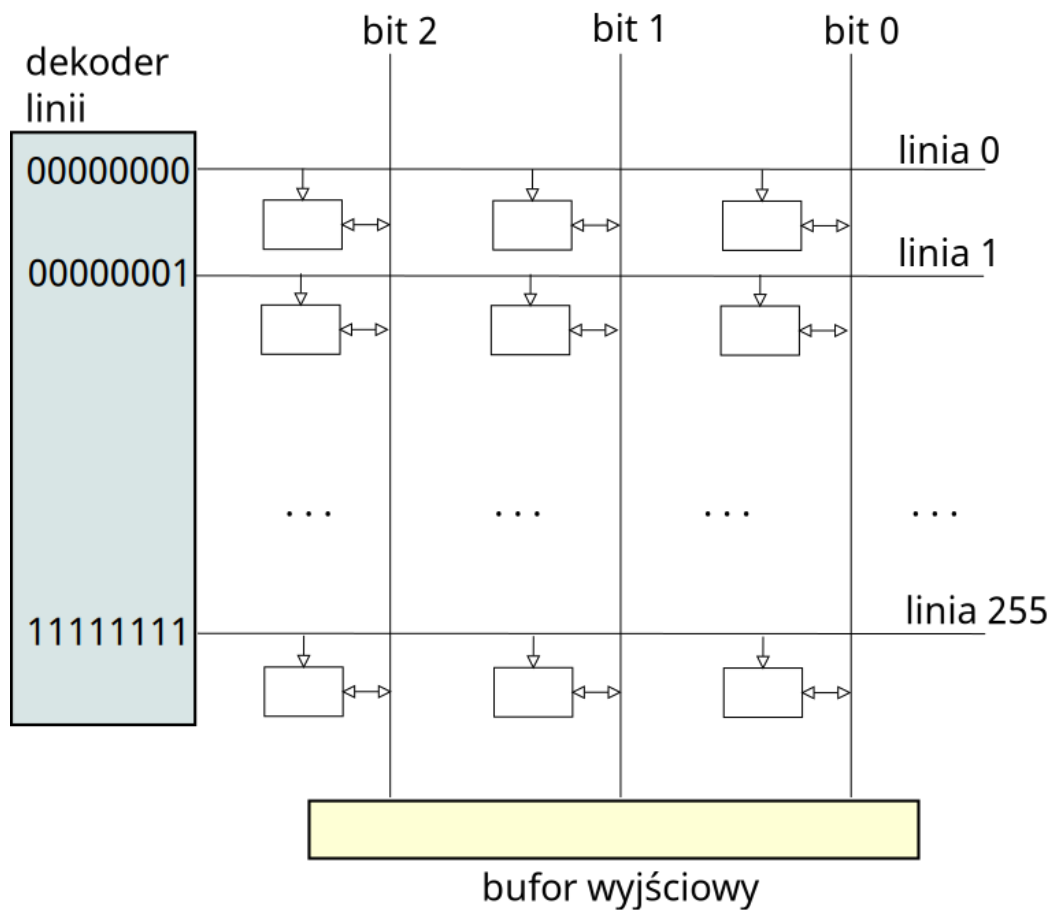 bit 2 bit 1 bit 0
dekoder
linii
00000000
linia 0
00000001
linia 1
... ... ... ...
11111111
linia 255
bufor wyjściowy